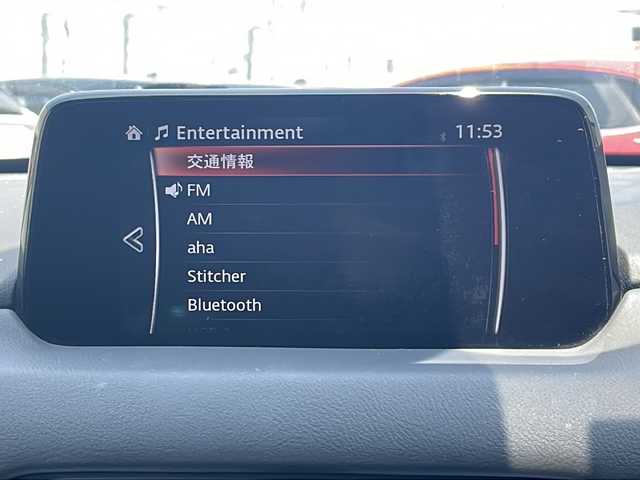 Entertainment 11:53
交通情報
FM
AM
aha
Stitcher
Bluetooth